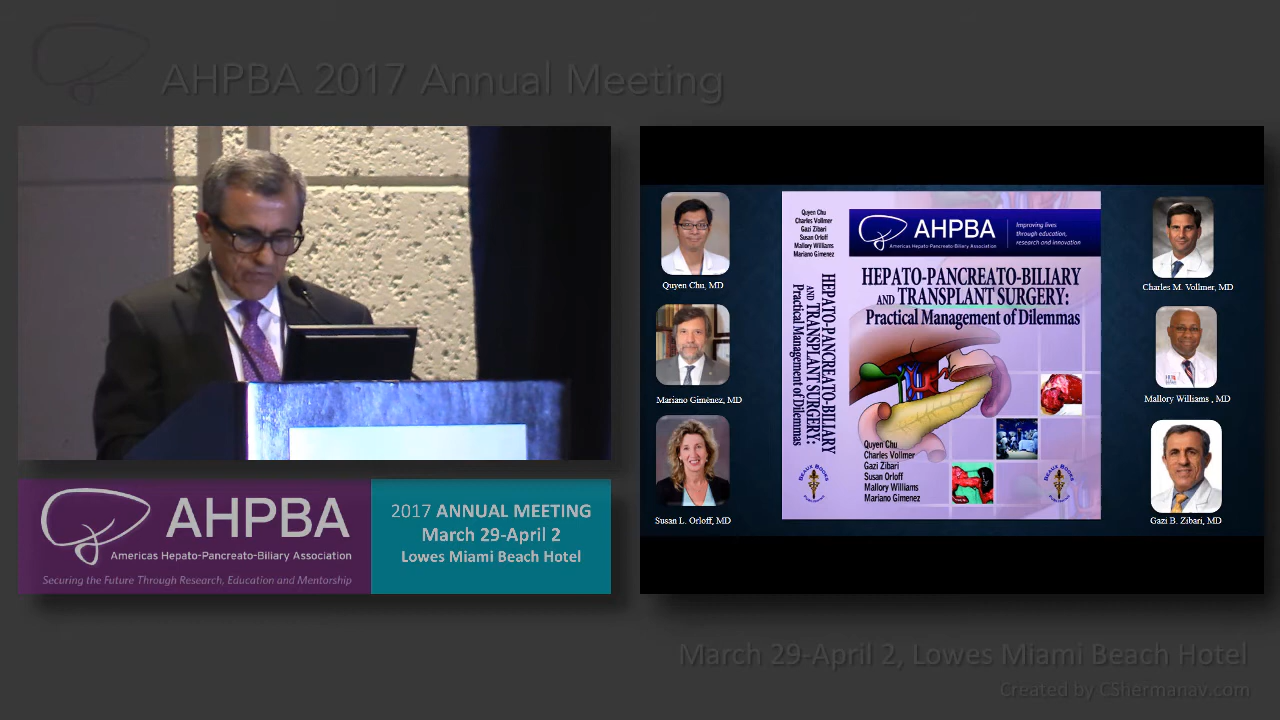 AHPBA 2017 Annual Meeting
AHPBA
Americas Hepato-Pancreato-Biliary Association
Securing the Future Through Research, Education and Mentorship
2017 ANNUAL MEETING
March 29-April 2
Lowes Miami Beach Hotel
Quyen Chu, MD
Mariano Giménez, MD
Susan L. Orloff, MD
Quyen Chu
Charles Vollmer
Gazi Zibari
Susan Orloff
Mallory Williams
Mariano Gimenez
HEPATO-PANCREATO-BILIARY
AND TRANSPLANT SURGERY:
Practical Management of Dilemmas
BEAUX BOOKS
PUBLISHING
AHPBA
Americas Hepato-Pancreato-Biliary Association
Improving lives
through education,
research and innovation
HEPATO-PANCREATO-BILIARY
AND TRANSPLANT SURGERY:
Practical Management of Dilemmas
Quyen Chu
Charles Vollmer
Gazi Zibari
Susan Orloff
Mallory Williams
Mariano Gimenez
BEAUX BOOKS
PUBLISHING
Charles M. Vollmer, MD
Mallory Williams , MD
Gazi B. Zibari, MD
March 29-April 2, Lowes Miami Beach Hotel
Created by CShermanav.com